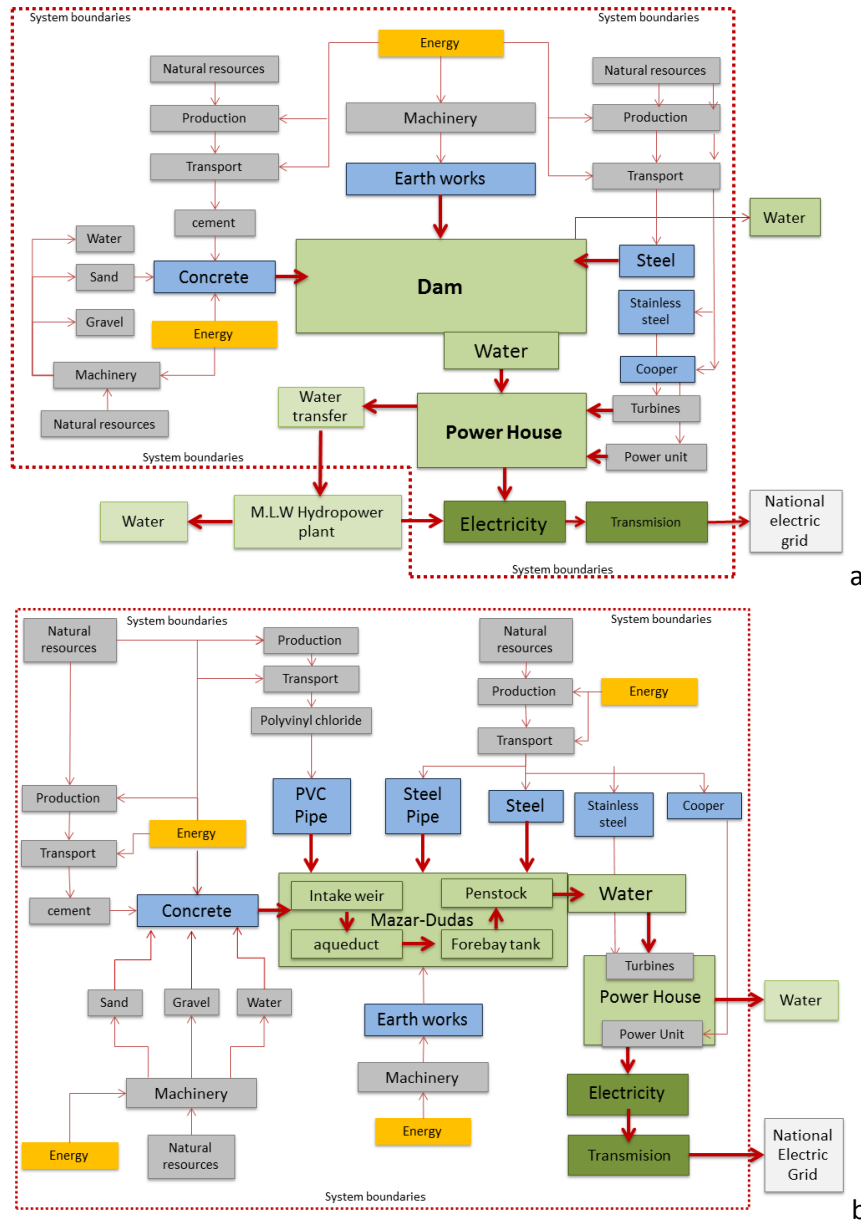 System boundaries
System boundaries
Energy
Natural resources
Natural resources
Production
Machinery
Production
Transport
Earth works
Transport
cement
Water
Water
Sand
Concrete
Dam
Steel
Gravel
Energy
Stainless
steel
Water
Cooper
Machinery
Water
transfer
Turbines
Natural resources
Power House
Power unit
System boundaries
Water
M.L.W Hydropower
plant
Electricity
Transmision
National
electric
grid
System boundaries
a
System boundaries
System boundaries
Natural
resources
Production
Natural
resources
Transport
Production
Energy
Polyvinyl chloride
Transport
Production
PVC
Pipe
Steel
Pipe
Steel
Stainless
steel
Cooper
Energy
Transport
cement
Concrete
Intake weir
Penstock
Water
Mazar-Dudas
aqueduct
Forebay tank
Turbines
Sand
Gravel
Water
Power House
Water
Earth works
Power Unit
Machinery
Machinery
Electricity
Energy
Natural
resources
Energy
Transmision
National
Electric
Grid
System boundaries
b